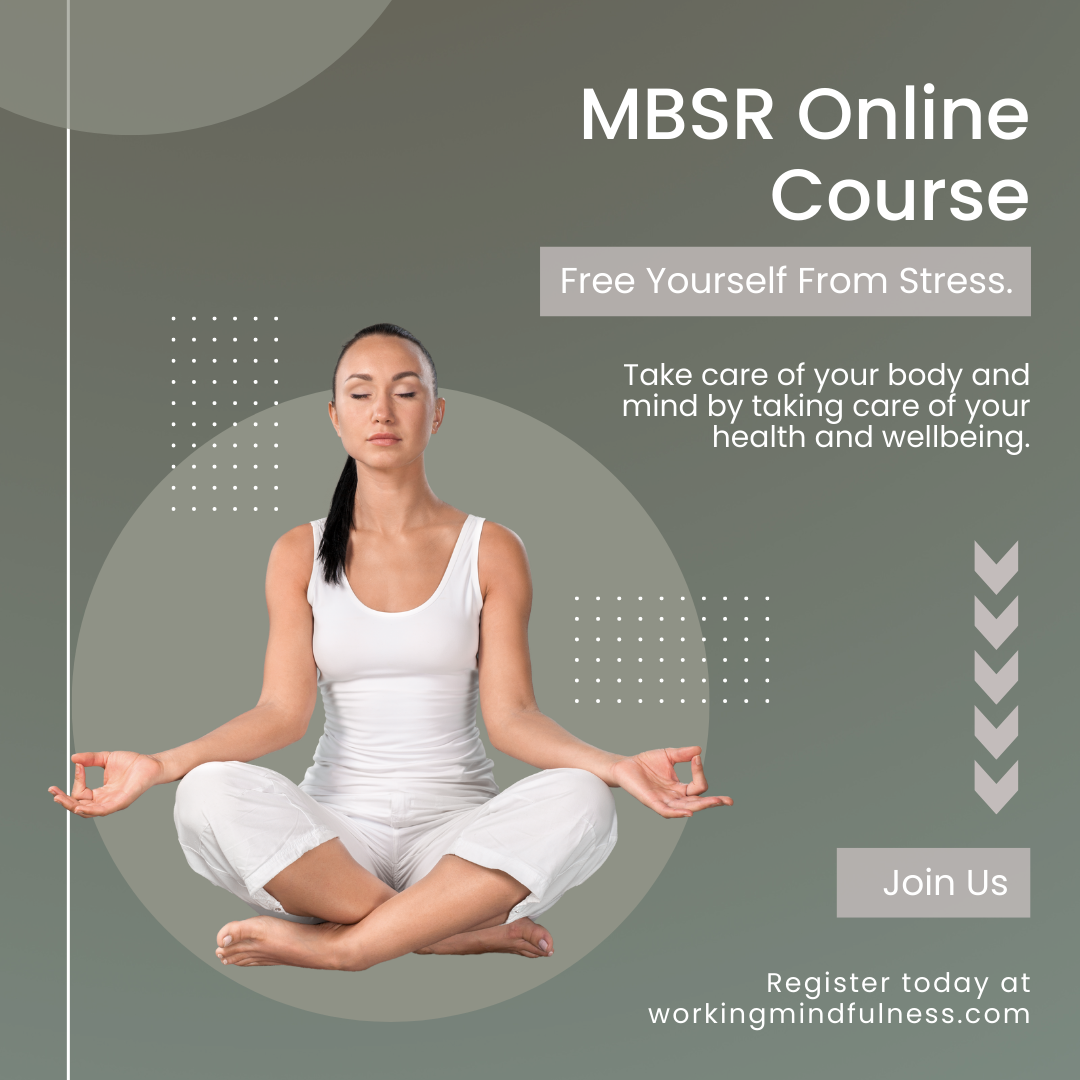 MBSR Online
Course
Free Yourself From Stress.
Take care of your body and
mind by taking care of your
health and wellbeing.
Join Us
Register today at
workingmindfulness.com